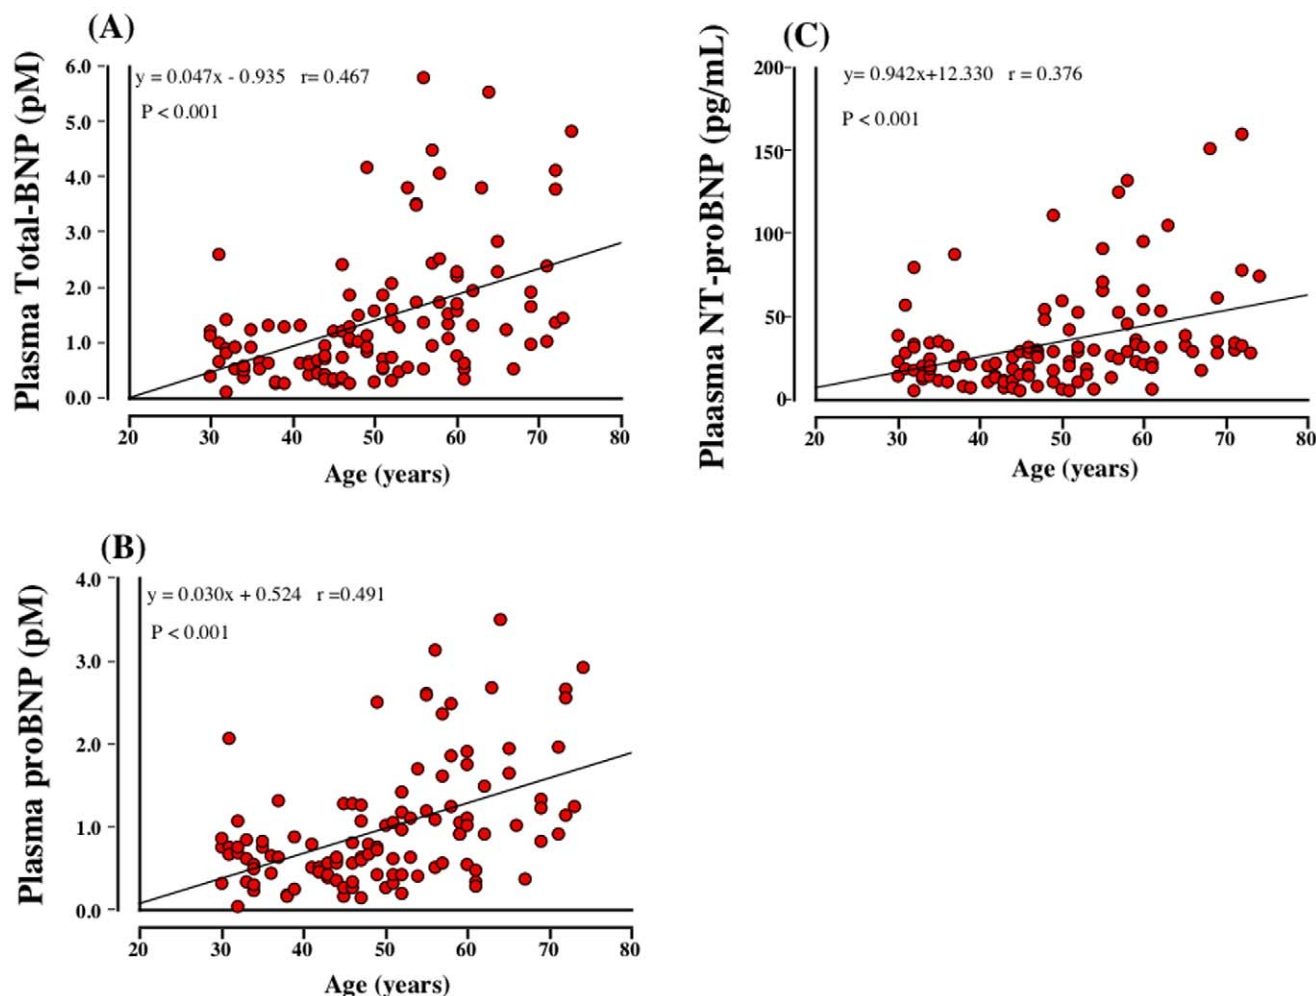 (A)
Plasma Total-BNP (pM)
y = 0.047x - 0.935 r= 0.467
P < 0.001
6.0
5.0
4.0
3.0
2.0
1.0
0.0
20 30 40 50 60 70 80
Age (years)
(C)
Plaasma NT-proBNP (pg/mL)
y= 0.942x+12.330 r = 0.376
P < 0.001
200
150
100
50
0
20 30 40 50 60 70 80
Age (years)
(B)
Plasma proBNP (pM)
y = 0.030x + 0.524 r =0.491
P < 0.001
4.0
3.0
2.0
1.0
0.0
20 30 40 50 60 70 80
Age (years)